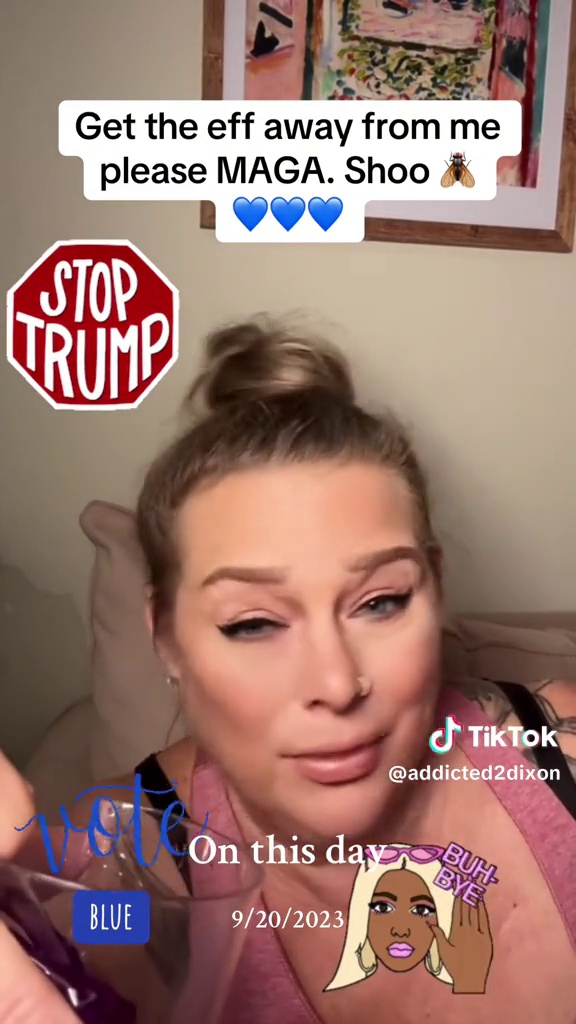 Get the eff away from me
please MAGA. Shoo 🪰
💙💙💙
STOP
TRUMP
TikTok
@addicted2dixon
vote
BLUE
On this day
9/20/2023
BUH-
BYE